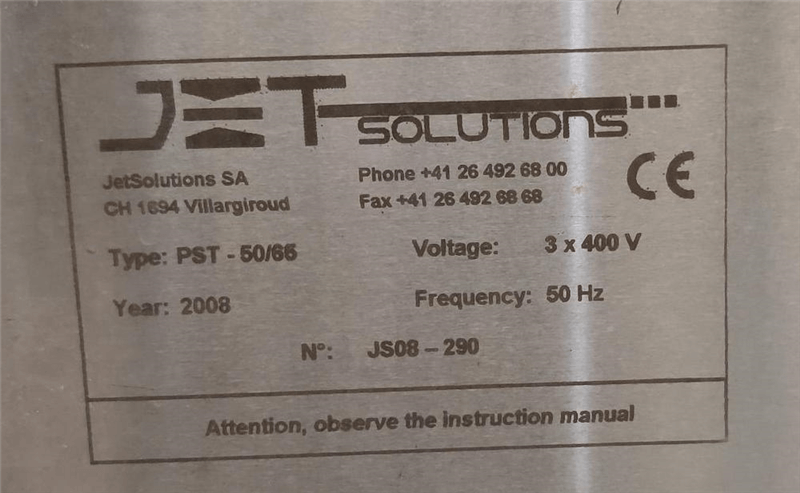 JET SOLUTIONS
JetSolutions SA
CH 1694 Villargiroud
Phone +41 26 492 68 00
Fax +41 26 492 68 68
CE
Type: PST - 50/65
Voltage: 3 x 400 V
Year: 2008
Frequency: 50 Hz
N°: JS08 – 290
Attention, observe the instruction manual